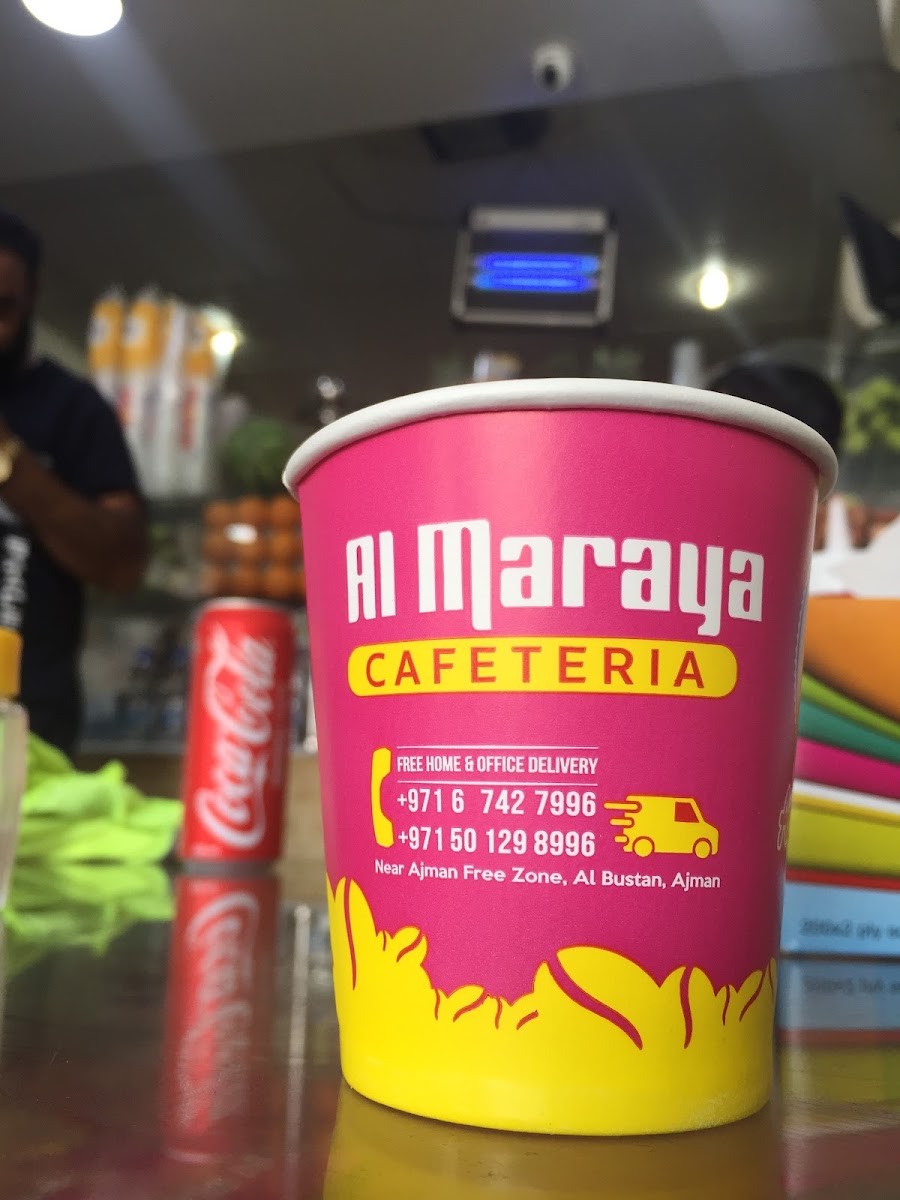 Al Maraya
CAFETERIA
FREE HOME & OFFICE DELIVERY
+971 6 742 7996
+971 50 129 8996
Near Ajman Free Zone, Al Bustan, Ajman
Coca-Cola